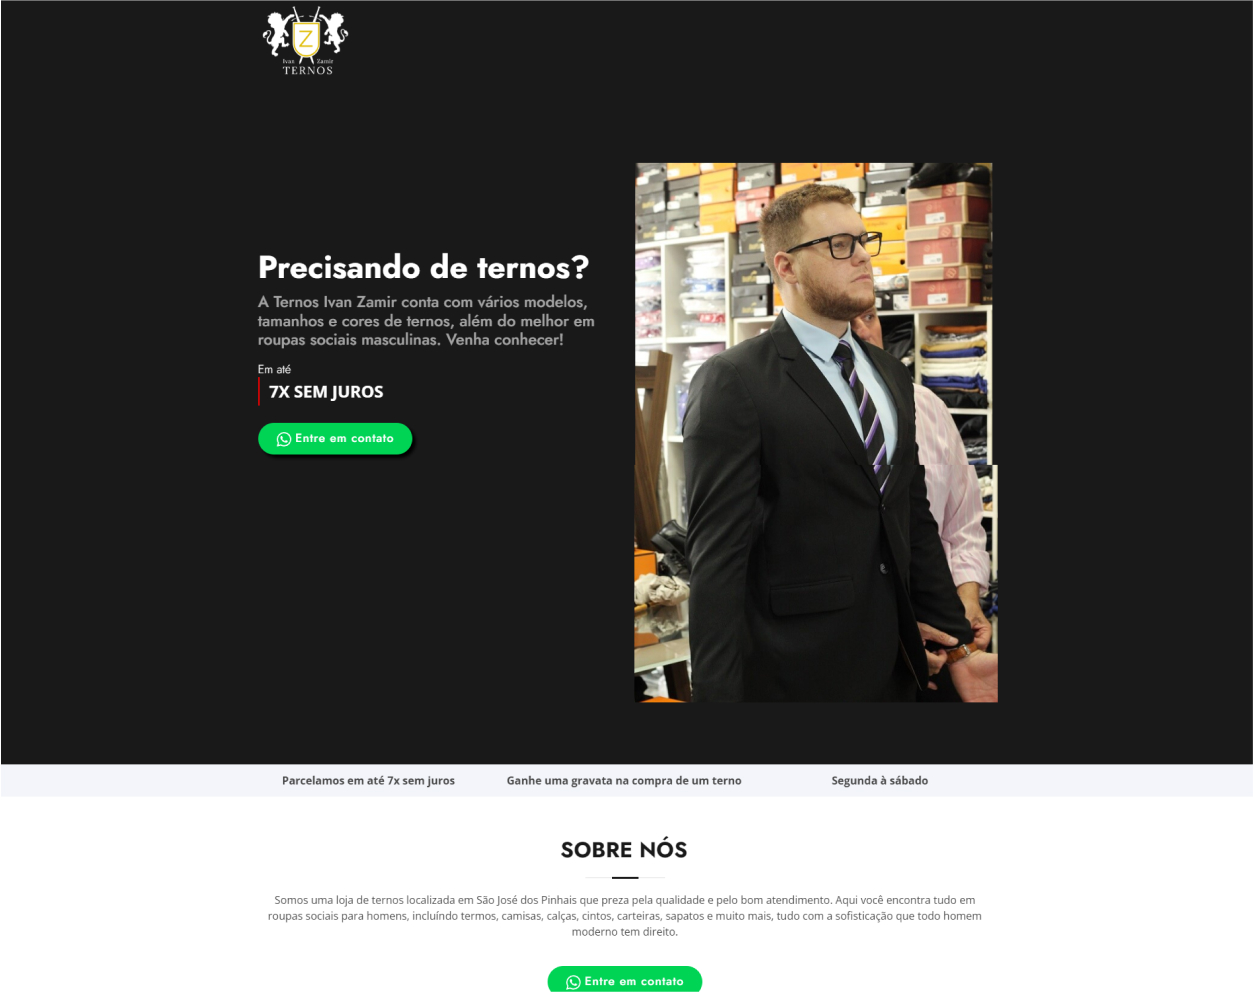 Z
Ivan Zamir
TERNOS
Precisando de ternos?
A Ternos Ivan Zamir conta com vários modelos,
tamanhos e cores de ternos, além do melhor em
roupas sociais masculinas. Venha conhecer!
Em até
7X SEM JUROS
Entre em contato
Parcelamos em até 7x sem juros
Ganhe uma gravata na compra de um terno
Segunda à sábado
SOBRE NÓS
Somos uma loja de ternos localizada em São José dos Pinhais que preza pela qualidade e pelo bom atendimento. Aqui você encontra tudo em
roupas sociais para homens, incluíndo termos, camisas, calças, cintos, carteiras, sapatos e muito mais, tudo com a sofisticação que todo homem
moderno tem direito.
Entre em contato